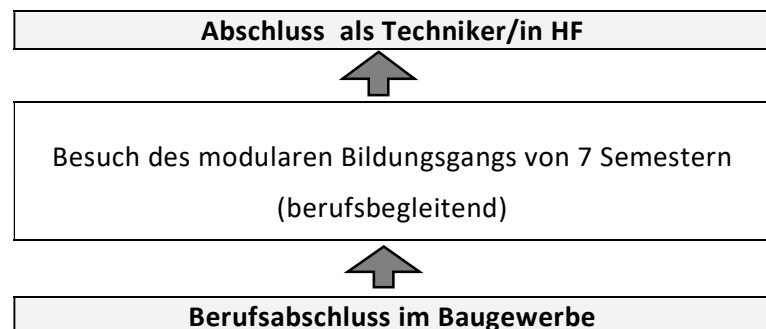 Abschluss als Techniker/in HF
Besuch des modularen Bildungsgangs von 7 Semestern
(berufsbegleitend)
Berufsabschluss im Baugewerbe